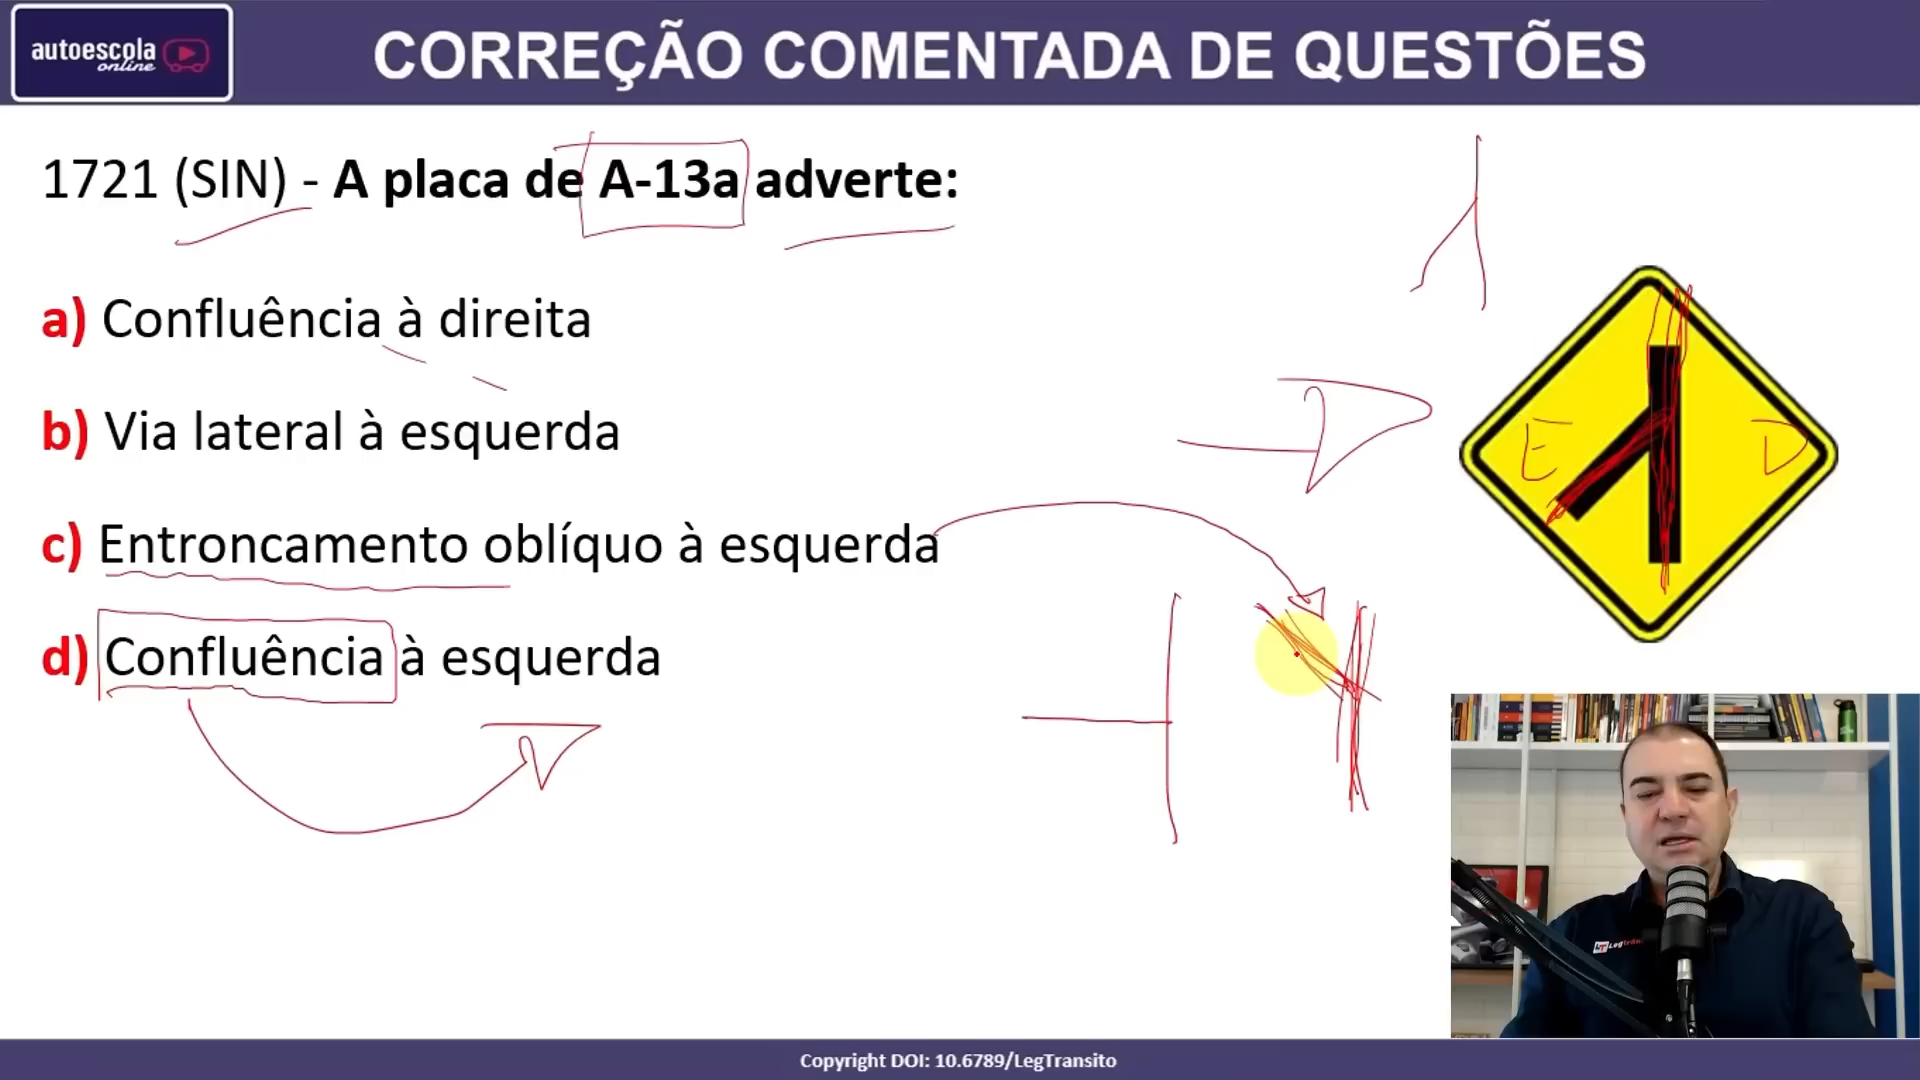 autoescola
online
CORREÇÃO COMENTADA DE QUESTÕES
1721 (SIN) - A placa de A-13a adverte:
a) Confluência à direita
b) Via lateral à esquerda
c) Entroncamento oblíquo à esquerda
d) Confluência à esquerda
E D
Copyright DOI: 10.6789/LegTransito